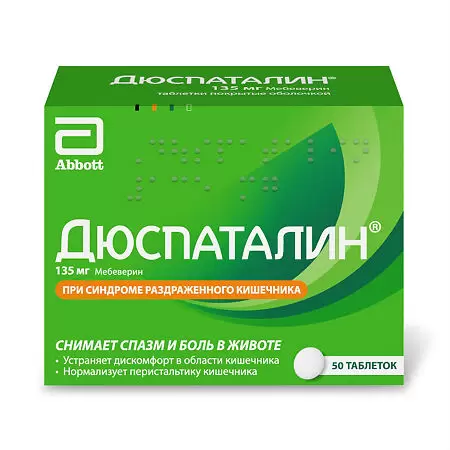 ДЮСПАТАЛИН®
135 мг Мебеверин
таблетки покрытые оболочкой
Abbott
ДЮСПАТАЛИН®
135 мг Мебеверин
ПРИ СИНДРОМЕ РАЗДРАЖЕННОГО КИШЕЧНИКА
СНИМАЕТ СПАЗМ И БОЛЬ В ЖИВОТЕ
• Устраняет дискомфорт в области кишечника
• Нормализует перистальтику кишечника
50 ТАБЛЕТОК